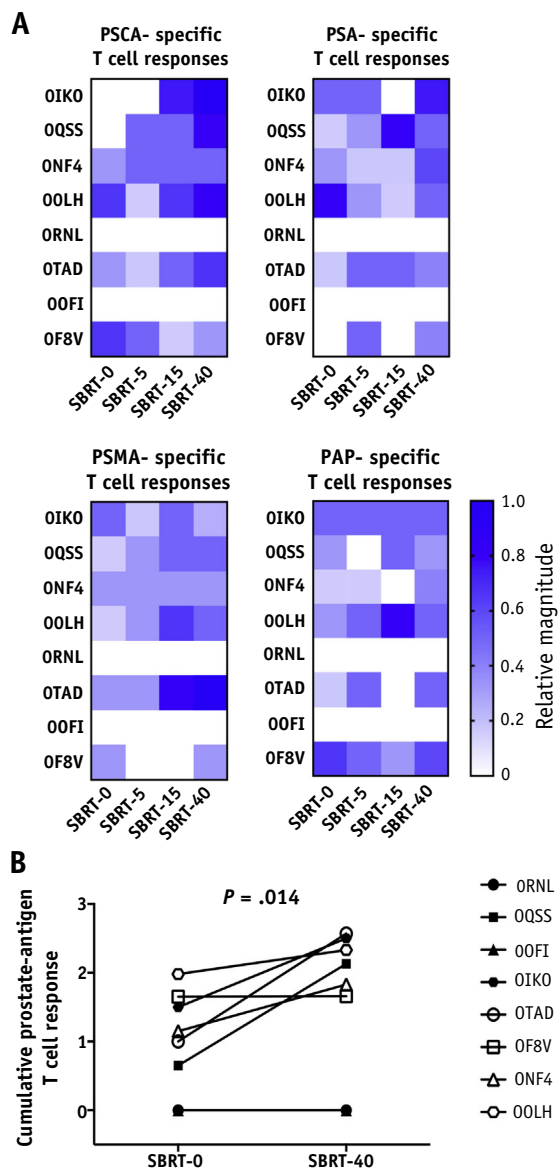 A
PSCA- specific
T cell responses
OIKO
OQSS
ONF4
OOLH
ORNL
OTAD
OOFI
OF8V
SBRT-0
SBRT-5
SBRT-15
SBRT-40
PSA- specific
T cell responses
OIKO
OQSS
ONF4
OOLH
ORNL
OTAD
OOFI
OF8V
SBRT-0
SBRT-5
SBRT-15
SBRT-40
PSMA- specific
T cell responses
OIKO
OQSS
ONF4
OOLH
ORNL
OTAD
OOFI
OF8V
SBRT-0
SBRT-5
SBRT-15
SBRT-40
PAP- specific
T cell responses
OIKO
OQSS
ONF4
OOLH
ORNL
OTAD
OOFI
OF8V
SBRT-0
SBRT-5
SBRT-15
SBRT-40
1.0
0.8
0.6
0.4
0.2
0
Relative magnitude
B
P = .014
Cumulative prostate-antigen
T cell response
3
2
1
0
SBRT-0
SBRT-40
ORNL
OQSS
OOFI
OIKO
OTAD
OF8V
ONF4
OOLH